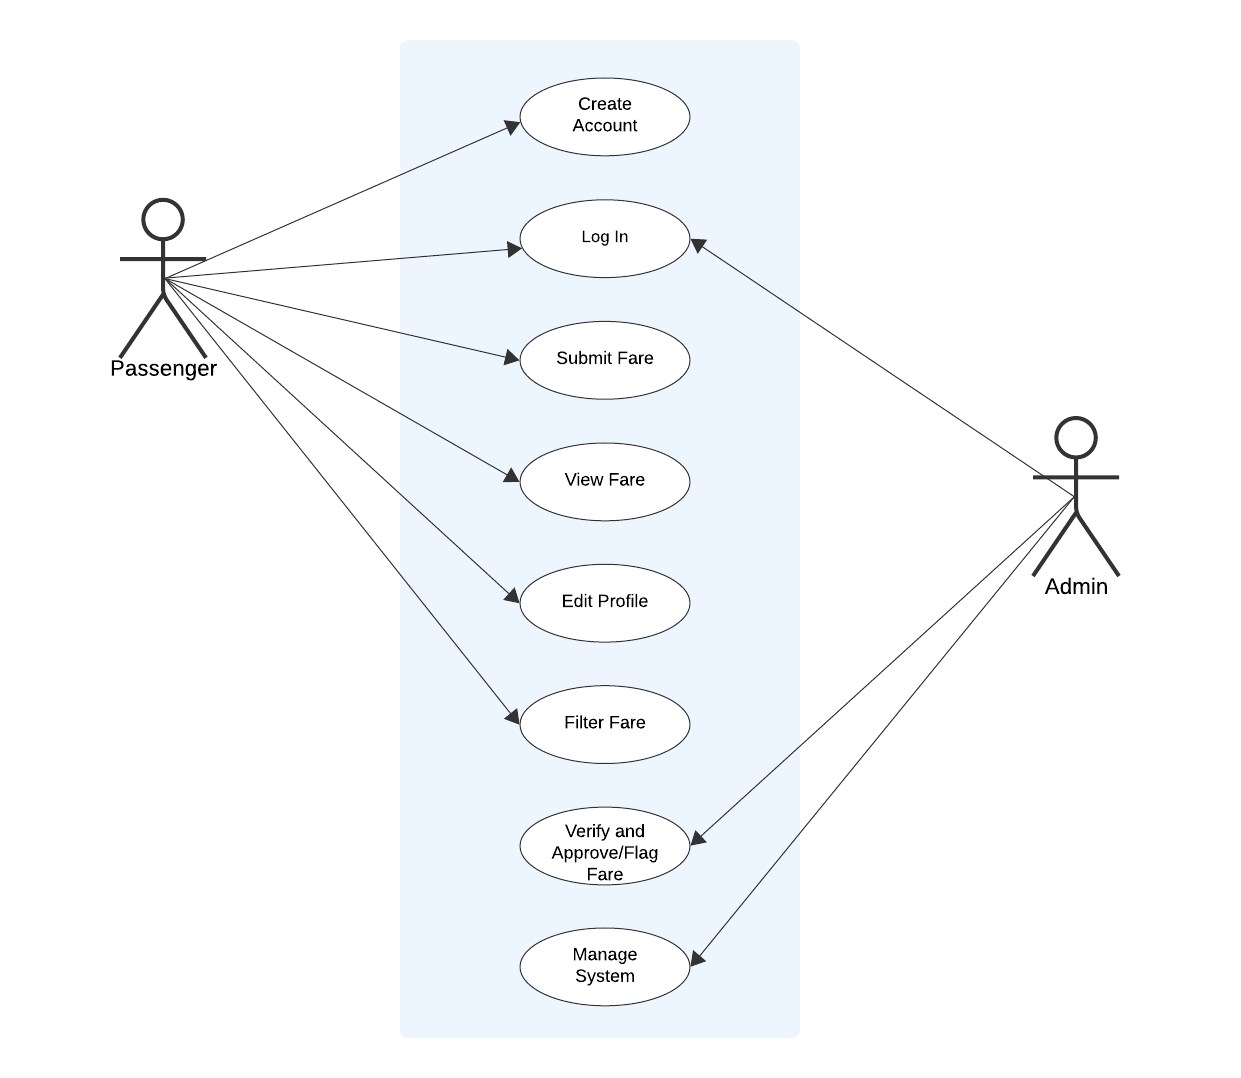 Create
Account
Log In
Submit Fare
Passenger
View Fare
Admin
Edit Profile
Filter Fare
Verify and
Approve/Flag
Fare
Manage
System